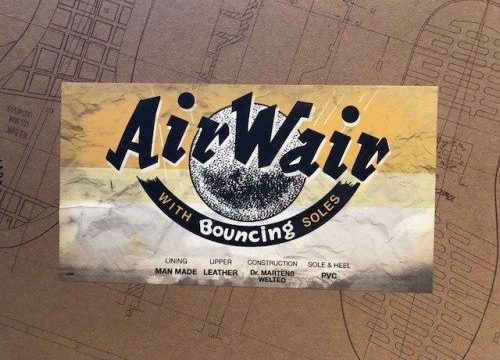 AirWair
WITH Bouncing SOLES
LINING UPPER CONSTRUCTION SOLE & HEEL
MAN MADE LEATHER Dr. MARTENS PVC
WELTED